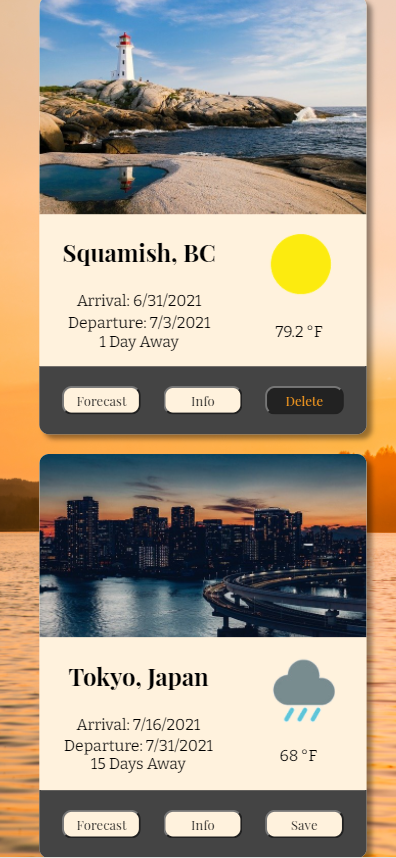 Squamish, BC
Arrival: 6/31/2021
Departure: 7/3/2021
1 Day Away
79.2 °F
Forecast
Info
Delete
Tokyo, Japan
Arrival: 7/16/2021
Departure: 7/31/2021
15 Days Away
68 °F
Forecast
Info
Save